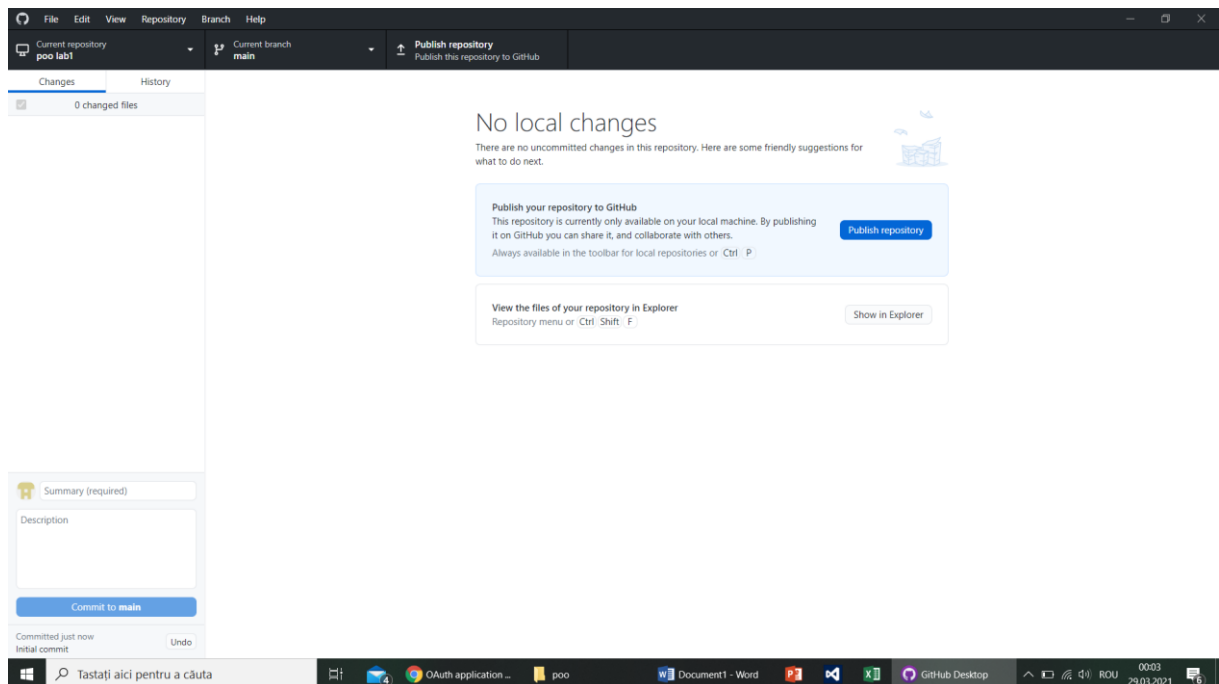 File Edit View Repository Branch Help
Current repository
poo lab1
Current branch
main
Publish repository
Publish this repository to GitHub
Changes History
0 changed files
No local changes
There are no uncommitted changes in this repository. Here are some friendly suggestions for
what to do next.
Publish your repository to GitHub
This repository is currently only available on your local machine. By publishing
it on GitHub you can share it, and collaborate with others.
Always available in the toolbar for local repositories or Ctrl P
Publish repository
View the files of your repository in Explorer
Repository menu or Ctrl Shift F
Show in Explorer
Summary (required)
Description
Commit to main
Committed just now
Initial commit
Undo
Tastați aici pentru a căuta
4
OAuth application ...
poo
Document1 - Word
GitHub Desktop
ROU
00:03
29.03.2021
6